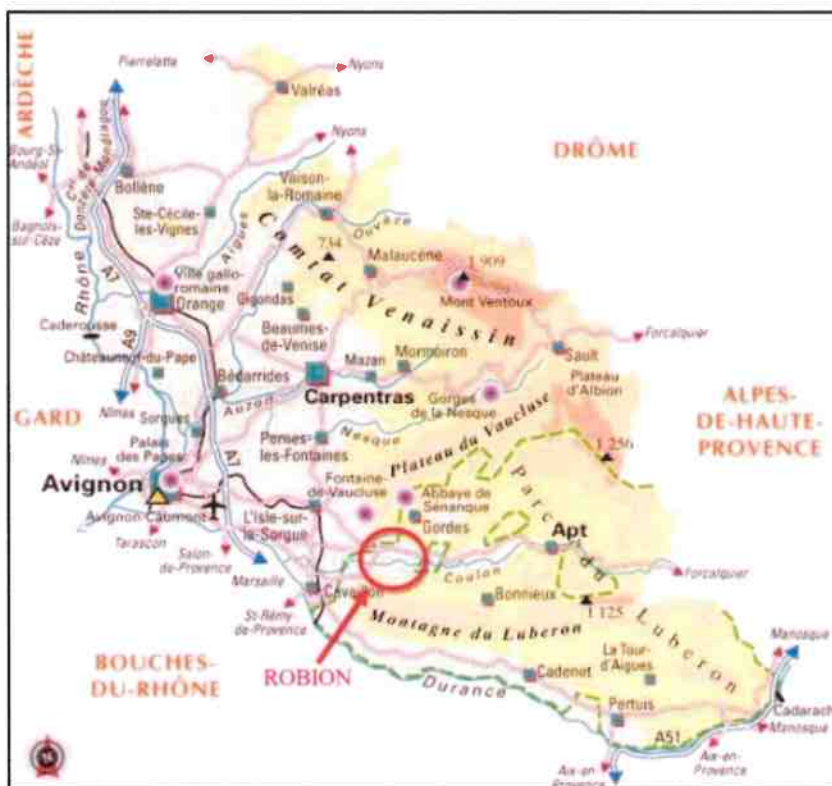 ARDÈCHE
Pierrelatte
Nyons
Valréas
Nyons
DRÔME
Bourg-St-
Andéol
Cal de
Donzère-Mondragon
Bollène
Ste-Cécile-
les-Vignes
Aigues
Vaison-
la-Romaine
Ouvèze
Bagnols-
sur-Cèze
Rhône
A7
Ville gallo-
romaine
Orange
734
Malaucène
1 909
Mont Ventoux
Comtat Venaissin
Gigondas
Beaumes-
de-Venise
Forcalquier
Caderousse
A9
Châteauneuf-du-Pape
Mazan
Mormoiron
Sault
Plateau
d'Albion
Bédarrides
Auzon
Carpentras
Gorges
de la Nesque
ALPES-
DE-HAUTE-
PROVENCE
GARD
Nîmes
Sorgues
A7
Pernes-
les-Fontaines
Nesque
Plateau du Vaucluse
1 256
Palais
des Papes
Nîmes
Avignon
Fontaine-
de-Vaucluse
Abbaye de
Sénanque
Gordes
Parc du Luberon
Avignon-Caumont
L'Isle-sur-
la-Sorgue
Apt
Tarascon
Salon-
de-Provence
Marseille
Coulon
Forcalquier
Cavaillon
Bonnieux
1 125
St-Rémy-
de-Provence
Montagne du Luberon
BOUCHES-
DU-RHÔNE
ROBION
Durance
La Tour-
d'Aigues
Cadenet
Manosque
Pertuis
Cadarach
Manosque
A51
Aix-en-
Provence
Aix-en-
Provence